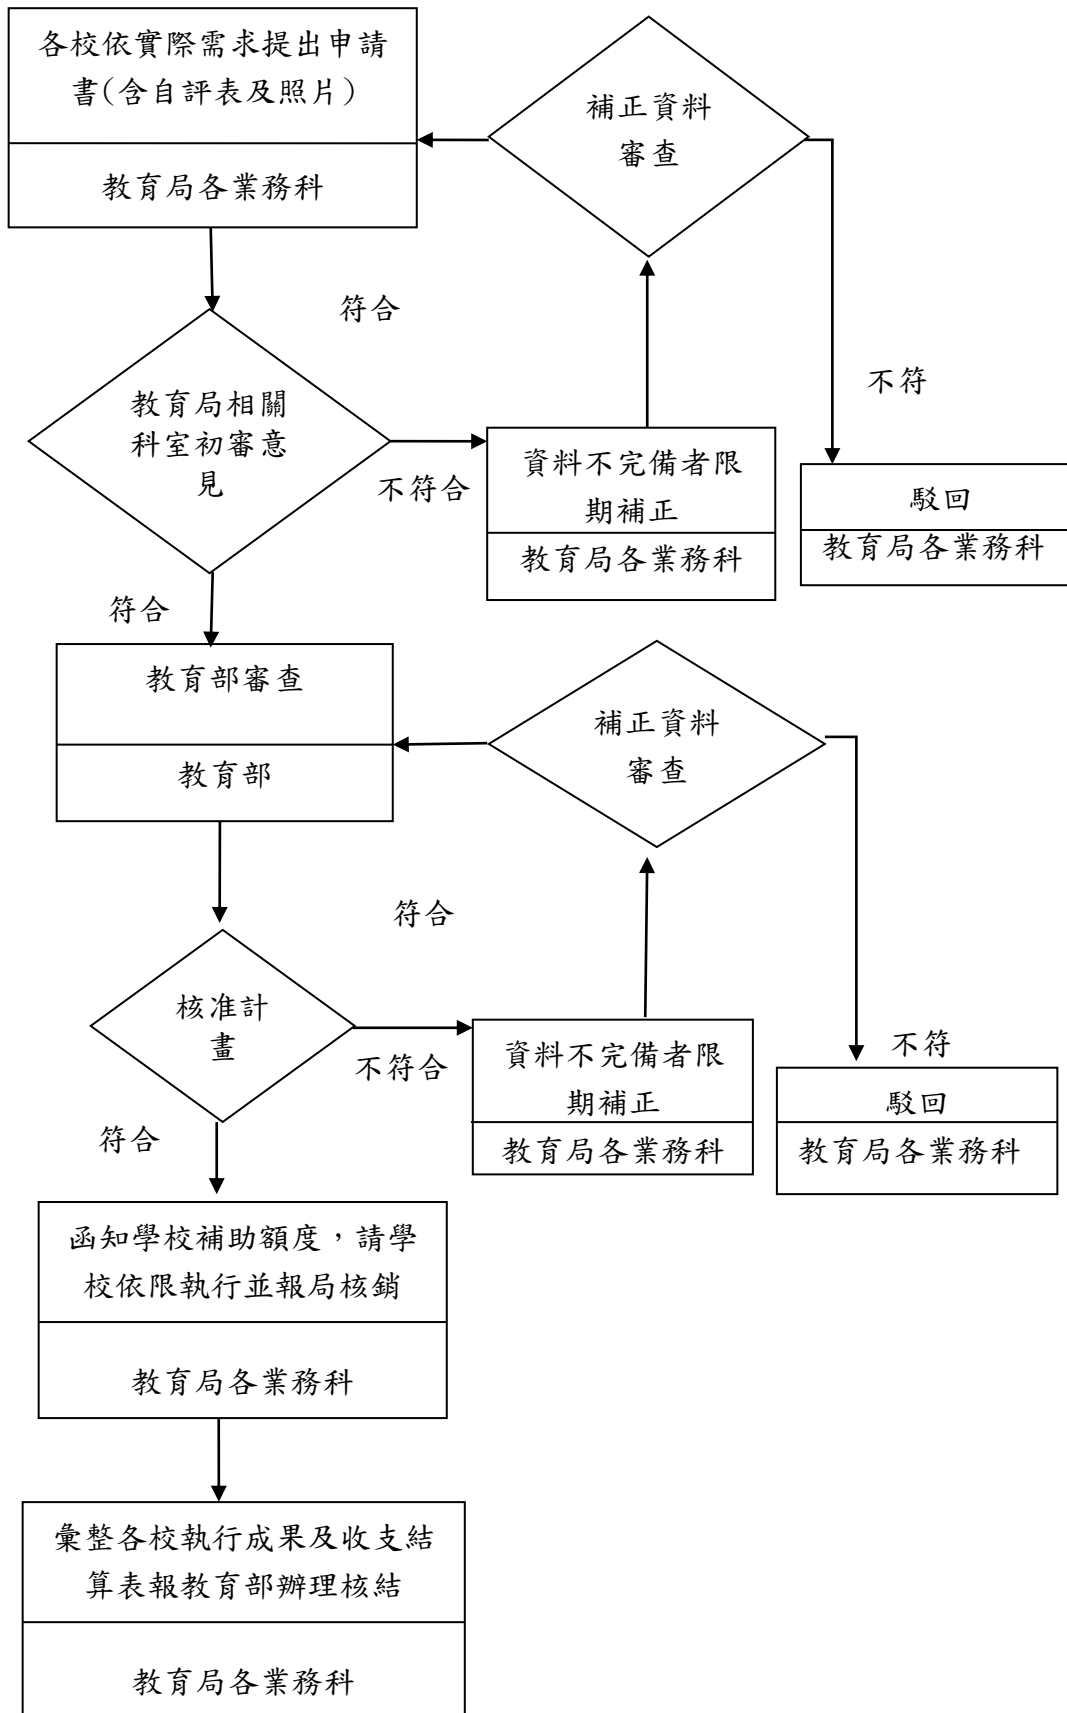 各校依實際需求提出申請
書(含自評表及照片)
教育局各業務科
補正資料
審查
符合
不符
教育局相關
科室初審意
見
不符合
資料不完備者限
期補正
教育局各業務科
駁回
教育局各業務科
符合
教育部審查
教育部
補正資料
審查
符合
核准計
畫
不符合
資料不完備者限
期補正
教育局各業務科
不符
駁回
教育局各業務科
符合
函知學校補助額度，請學
校依限執行並報局核銷
教育局各業務科
彙整各校執行成果及收支結
算表報教育部辦理核結
教育局各業務科